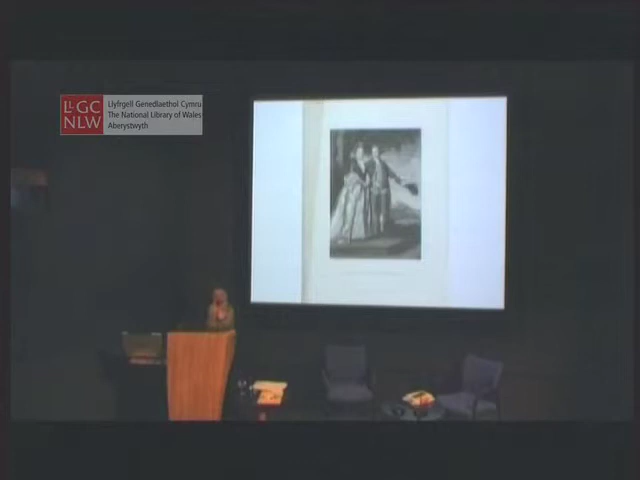 LLGC
NLW
Llyfrgell Genedlaethol Cymru
The National Library of Wales
Aberystwyth